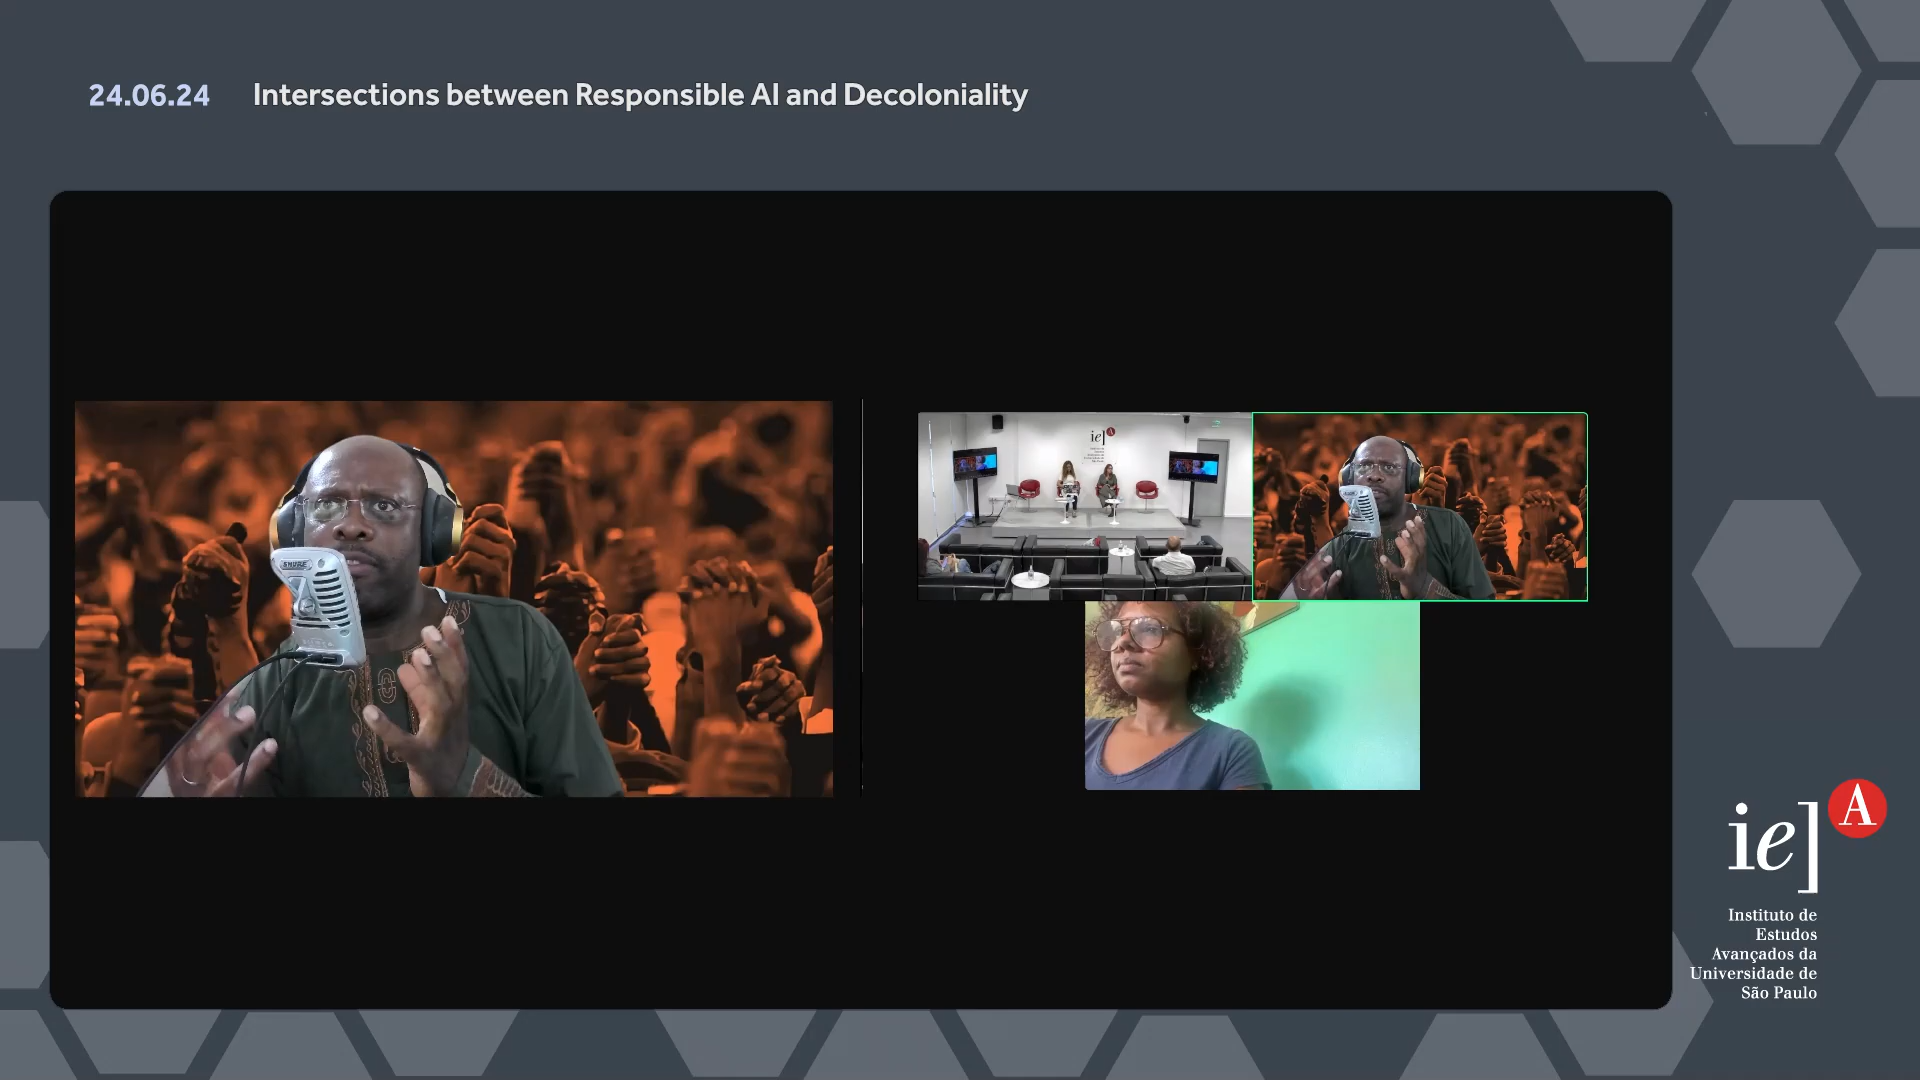 24.06.24 Intersections between Responsible AI and Decoloniality
SHURE
ie] A
ie] A
Instituto de
Estudos
Avançados da
Universidade de
São Paulo